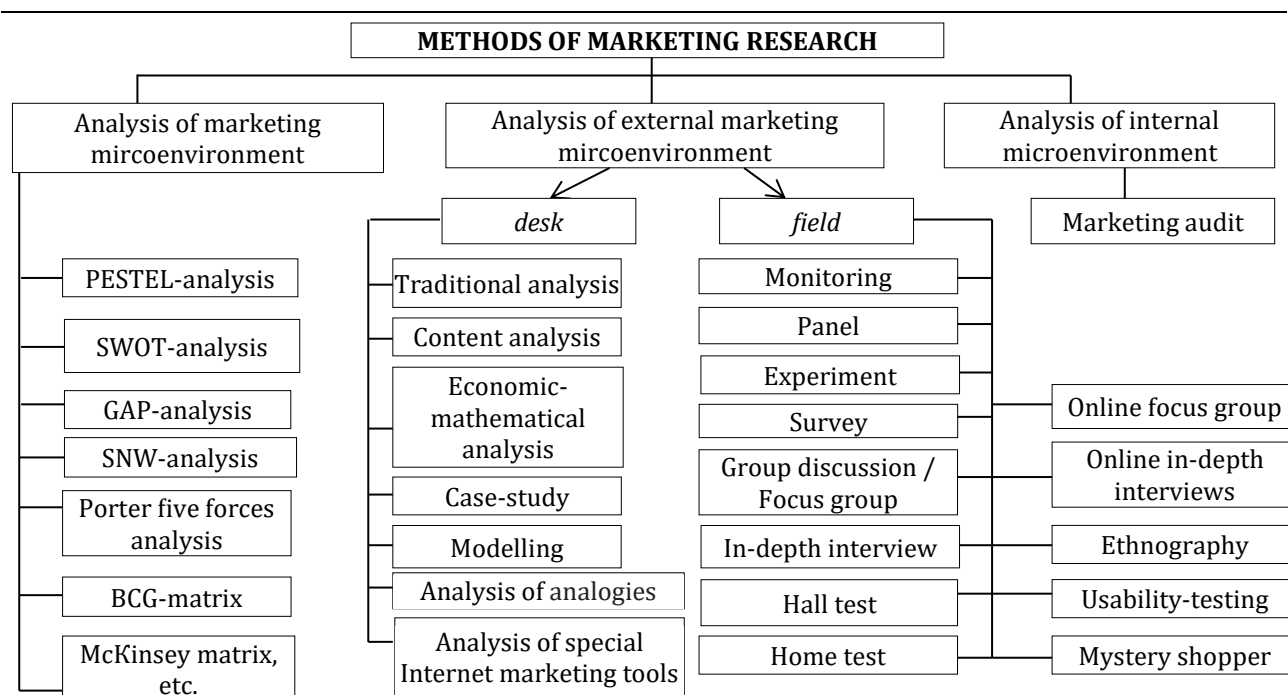 METHODS OF MARKETING RESEARCH
Analysis of marketing
mircoenvironment
Analysis of external marketing
mircoenvironment
Analysis of internal
microenvironment
desk
field
Marketing audit
PESTEL-analysis
SWOT-analysis
GAP-analysis
SNW-analysis
Porter five forces
analysis
BCG-matrix
McKinsey matrix,
etc.
Traditional analysis
Content analysis
Economic-
mathematical
analysis
Case-study
Modelling
Analysis of analogies
Analysis of special
Internet marketing tools
Monitoring
Panel
Experiment
Survey
Group discussion /
Focus group
In-depth interview
Hall test
Home test
Online focus group
Online in-depth
interviews
Ethnography
Usability-testing
Mystery shopper